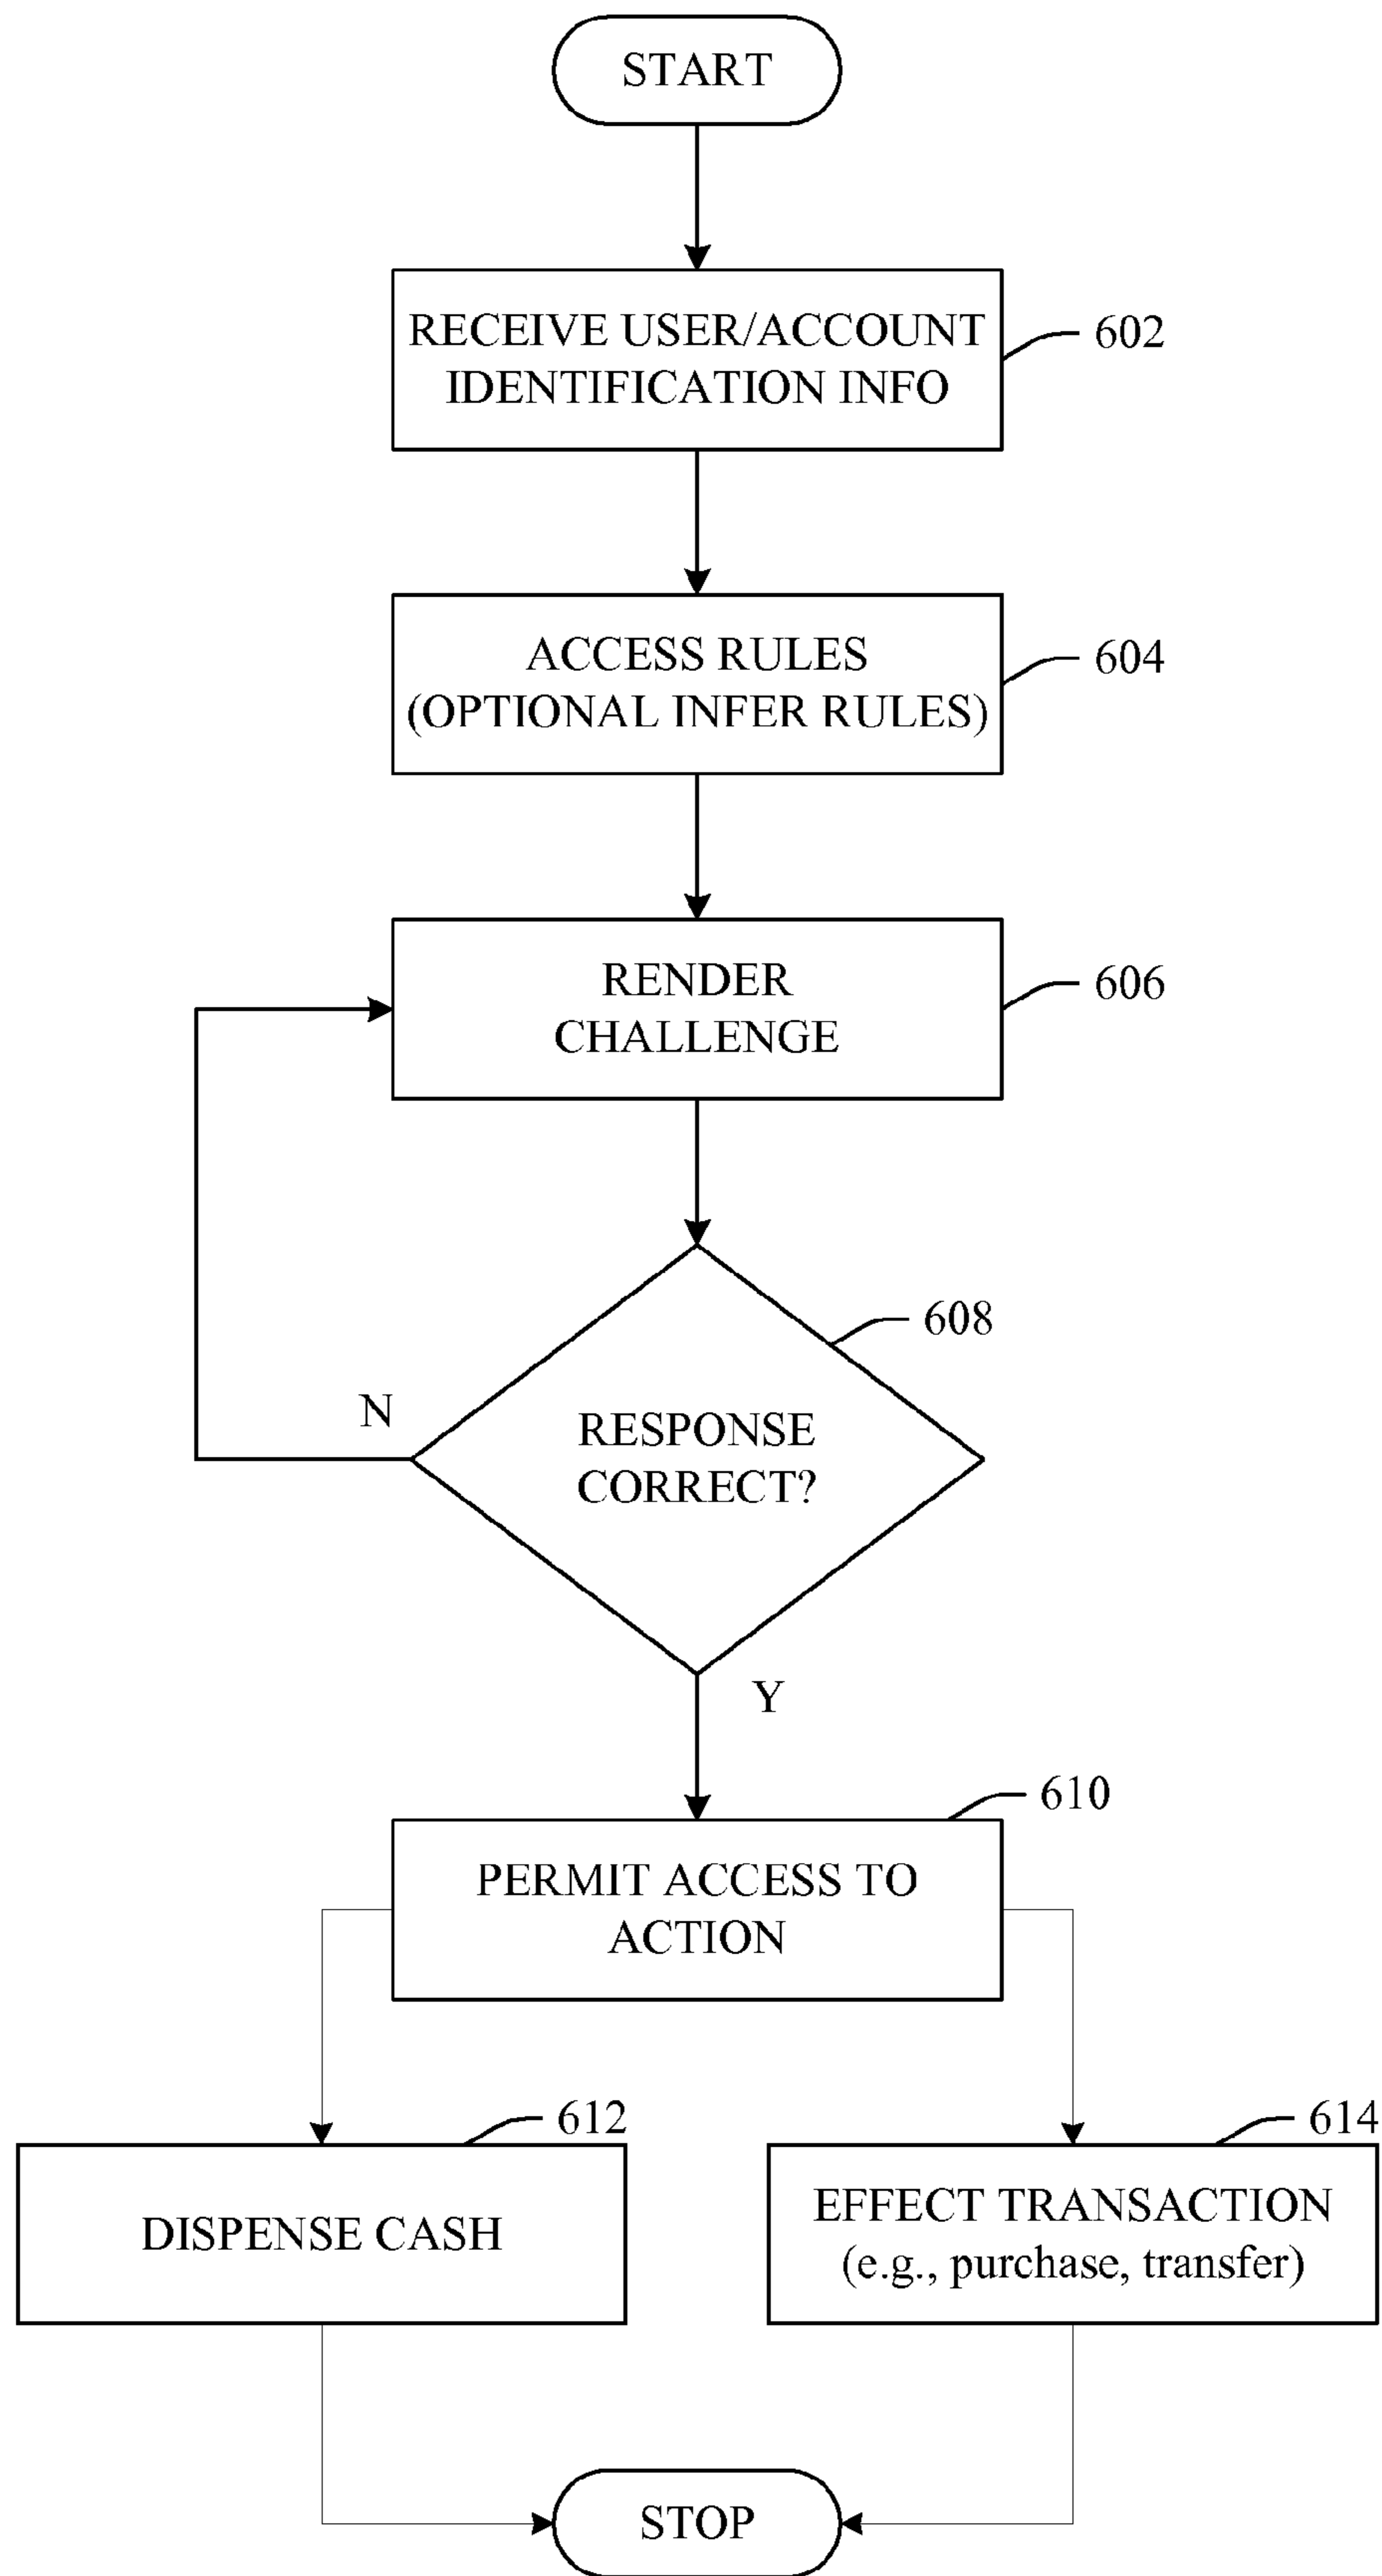 START
RECEIVE USER/ACCOUNT
IDENTIFICATION INFO
602
ACCESS RULES
(OPTIONAL INFER RULES)
604
RENDER
CHALLENGE
606
608
N
RESPONSE
CORRECT?
Y
610
PERMIT ACCESS TO
ACTION
612
DISPENSE CASH
614
EFFECT TRANSACTION
(e.g., purchase, transfer)
STOP